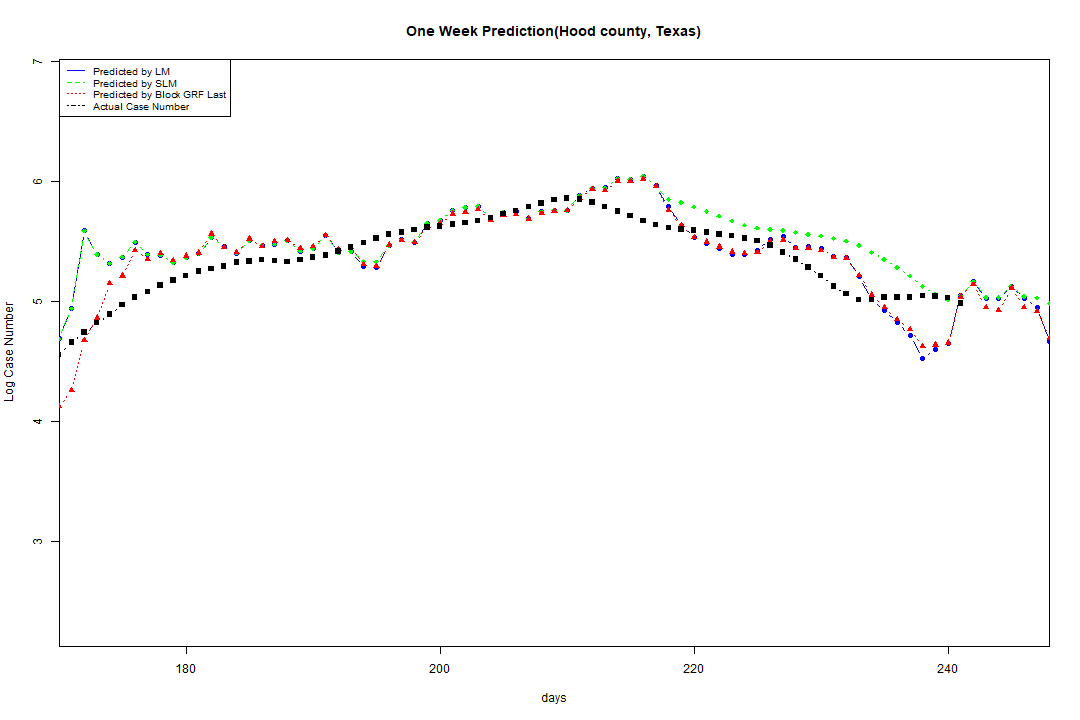 One Week Prediction(Hood county, Texas)
Predicted by LM
Predicted by SLM
Predicted by Block GRF Last
Actual Case Number
7
6
5
4
3
Log Case Number
180
200
220
240
days